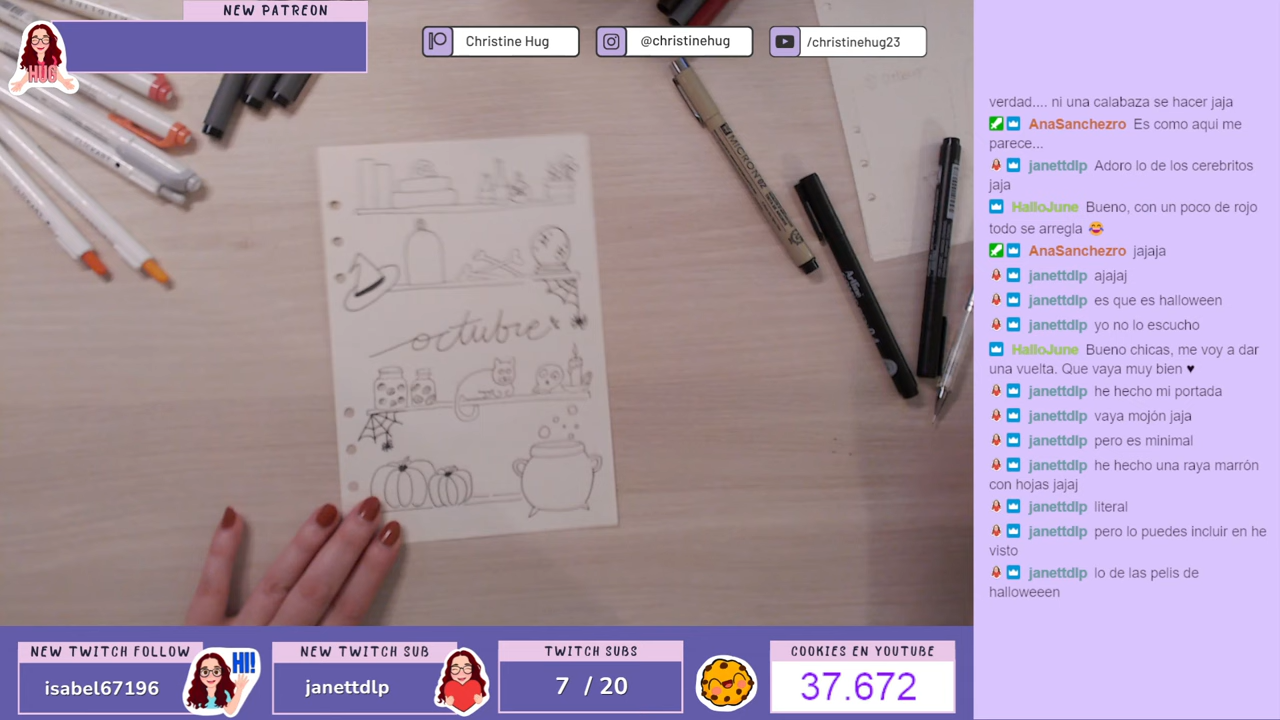 NEW PATREON
HUG
Christine Hug
@christinehug
/christinehug23
MICRON
octubre
verdad.... ni una calabaza se hacer jaja
AnaSanchezro Es como aqui me
parece...
janettdlp Adoro lo de los cerebritos
jaja
HalloJune Bueno, con un poco de rojo
todo se arregla 😂
AnaSanchezro jajaja
janettdlp ajajaj
janettdlp es que es halloween
janettdlp yo no lo escucho
HalloJune Bueno chicas, me voy a dar
una vuelta. Que vaya muy bien ♥
janettdlp he hecho mi portada
janettdlp vaya mojón jaja
janettdlp pero es minimal
janettdlp he hecho una raya marrón
con hojas jajaj
janettdlp literal
janettdlp pero lo puedes incluir en he
visto
janettdlp lo de las pelis de
halloweeen
NEW TWITCH FOLLOW
isabel67196
HI!
NEW TWITCH SUB
janettdlp
TWITCH SUBS
7 / 20
COOKIES EN YOUTUBE
37.672